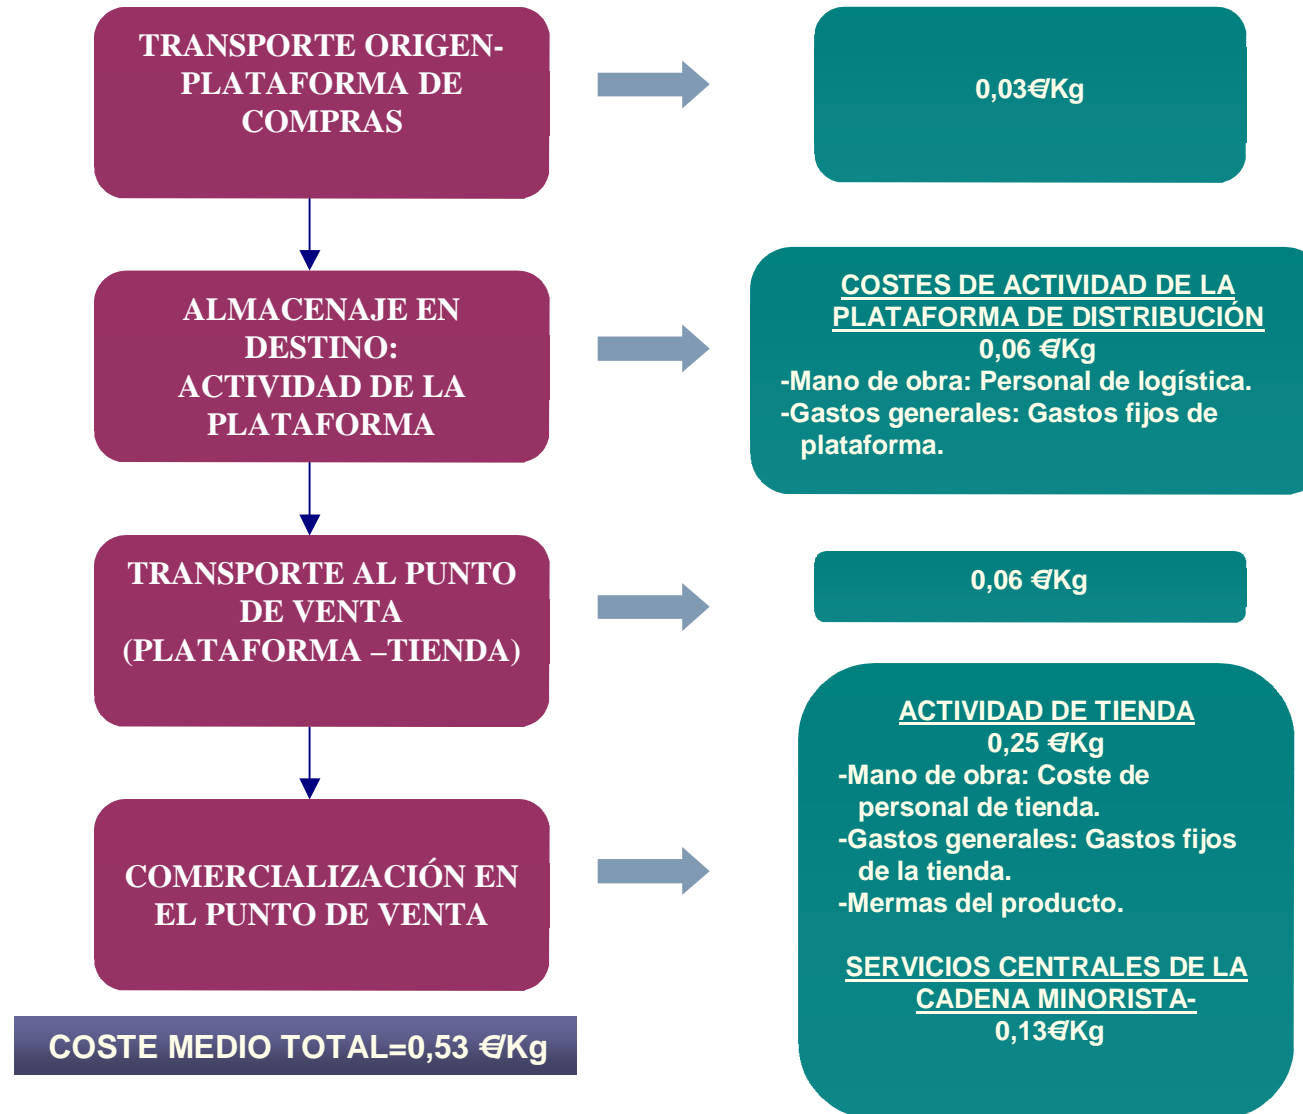 TRANSPORTE ORIGEN-
PLATAFORMA DE
COMPRAS
0,03€/Kg
ALMACENAJE EN
DESTINO:
ACTIVIDAD DE LA
PLATAFORMA
COSTES DE ACTIVIDAD DE LA
PLATAFORMA DE DISTRIBUCIÓN
0,06 €/Kg
-Mano de obra: Personal de logística.
-Gastos generales: Gastos fijos de
plataforma.
TRANSPORTE AL PUNTO
DE VENTA
(PLATAFORMA –TIENDA)
0,06 €/Kg
COMERCIALIZACIÓN EN
EL PUNTO DE VENTA
ACTIVIDAD DE TIENDA
0,25 €/Kg
-Mano de obra: Coste de
personal de tienda.
-Gastos generales: Gastos fijos
de la tienda.
-Mermas del producto.
SERVICIOS CENTRALES DE LA
CADENA MINORISTA-
0,13€/Kg
COSTE MEDIO TOTAL=0,53 €/Kg